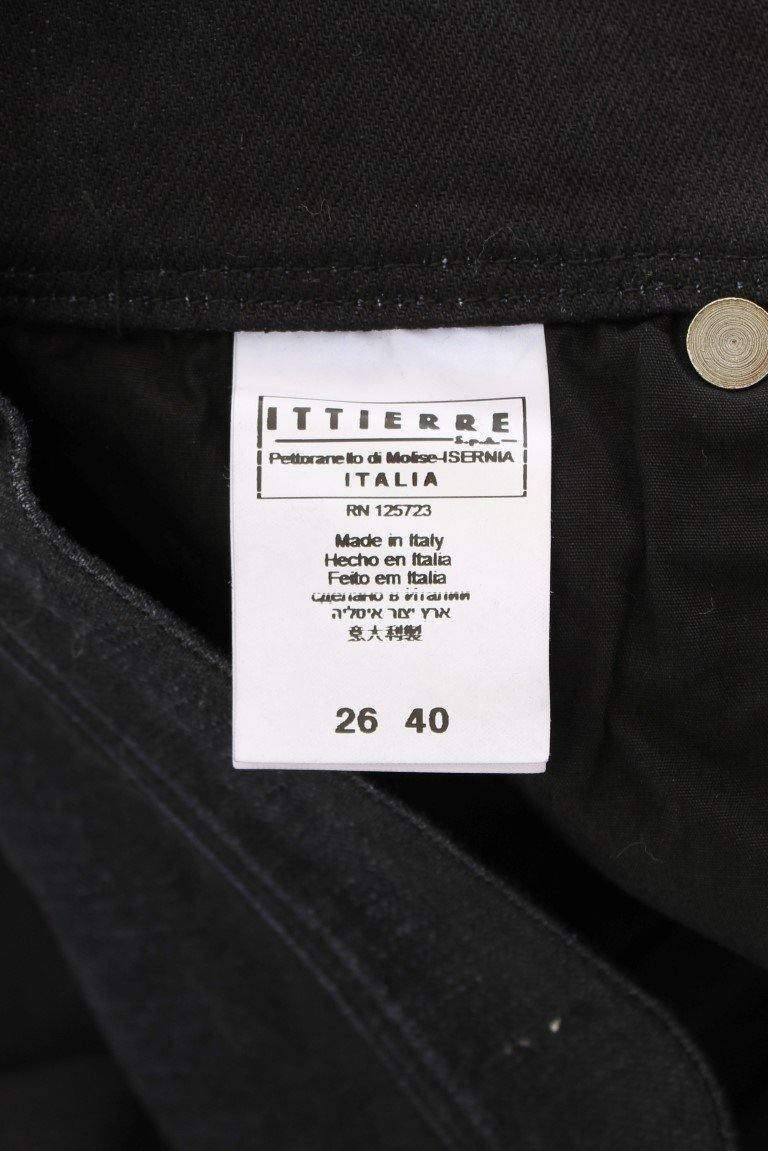 ITTIERRE
S.p.A.
Pettoranello di Molise-ISERNIA
ITALIA
RN 125723
Made in Italy
Hecho en Italia
Feito em Italia
Сделано в Италии
ארץ יצור איטליה
意大利製
26 40